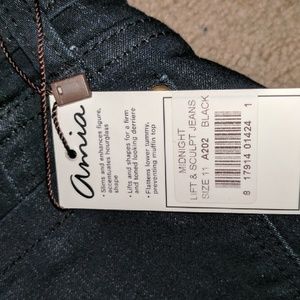 amia
• Slims and enhances figure,
accentuates hourglass
shape
• Lifts and shapes for a firm
and toned looking derriere
• Flattens lower tummy,
preventing muffin top
MIDNIGHT
LIFT & SCULPT JEANS
SIZE 11 A202 BLACK
8 17914 01424 1